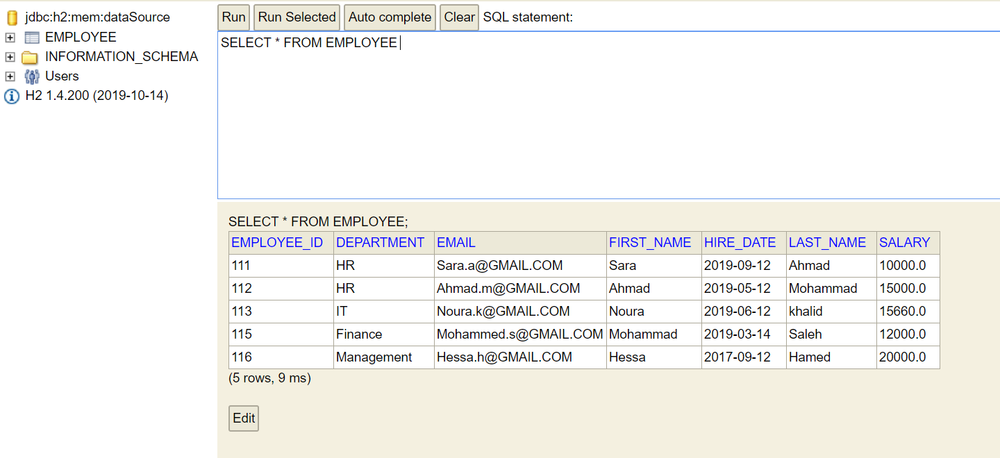 jdbc:h2:mem:dataSource
EMPLOYEE
INFORMATION_SCHEMA
Users
H2 1.4.200 (2019-10-14)
Run Run Selected Auto complete Clear SQL statement:
SELECT * FROM EMPLOYEE
SELECT * FROM EMPLOYEE;
EMPLOYEE_ID DEPARTMENT EMAIL FIRST_NAME HIRE_DATE LAST_NAME SALARY
111 HR Sara.a@GMAIL.COM Sara 2019-09-12 Ahmad 10000.0
112 HR Ahmad.m@GMAIL.COM Ahmad 2019-05-12 Mohammad 15000.0
113 IT Noura.k@GMAIL.COM Noura 2019-06-12 khalid 15660.0
115 Finance Mohammed.s@GMAIL.COM Mohammad 2019-03-14 Saleh 12000.0
116 Management Hessa.h@GMAIL.COM Hessa 2017-09-12 Hamed 20000.0
(5 rows, 9 ms)
Edit